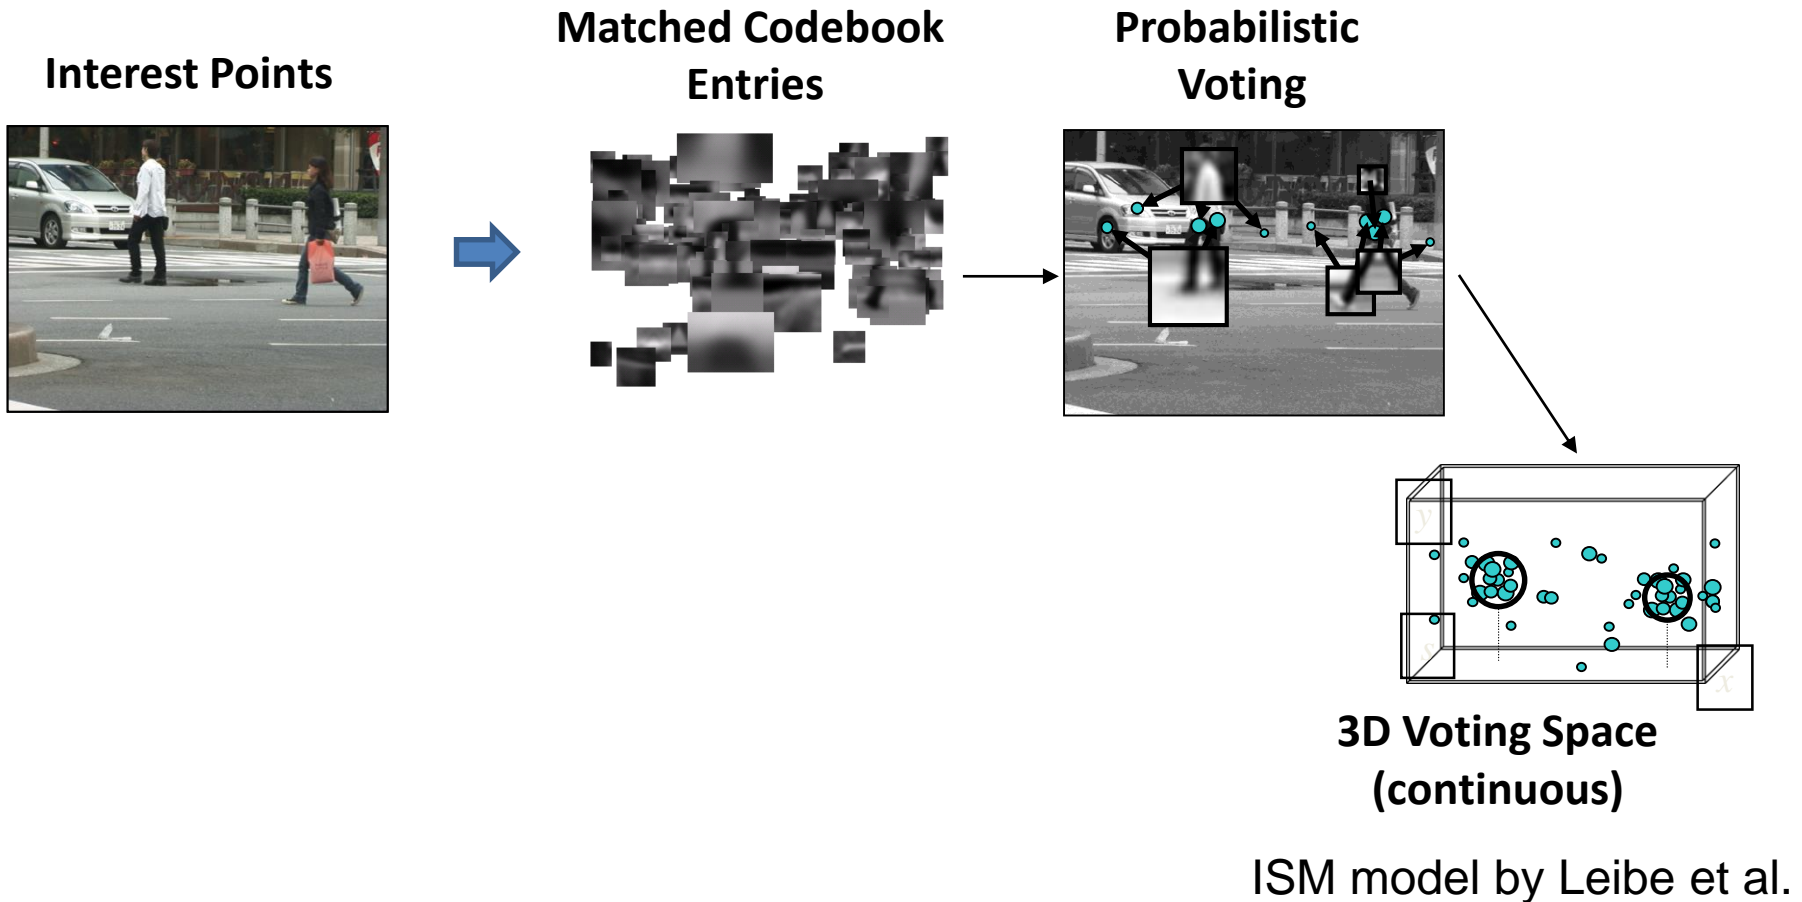 Interest Points
Matched Codebook
Entries
Probabilistic
Voting
y
s
x
3D Voting Space
(continuous)
ISM model by Leibe et al.